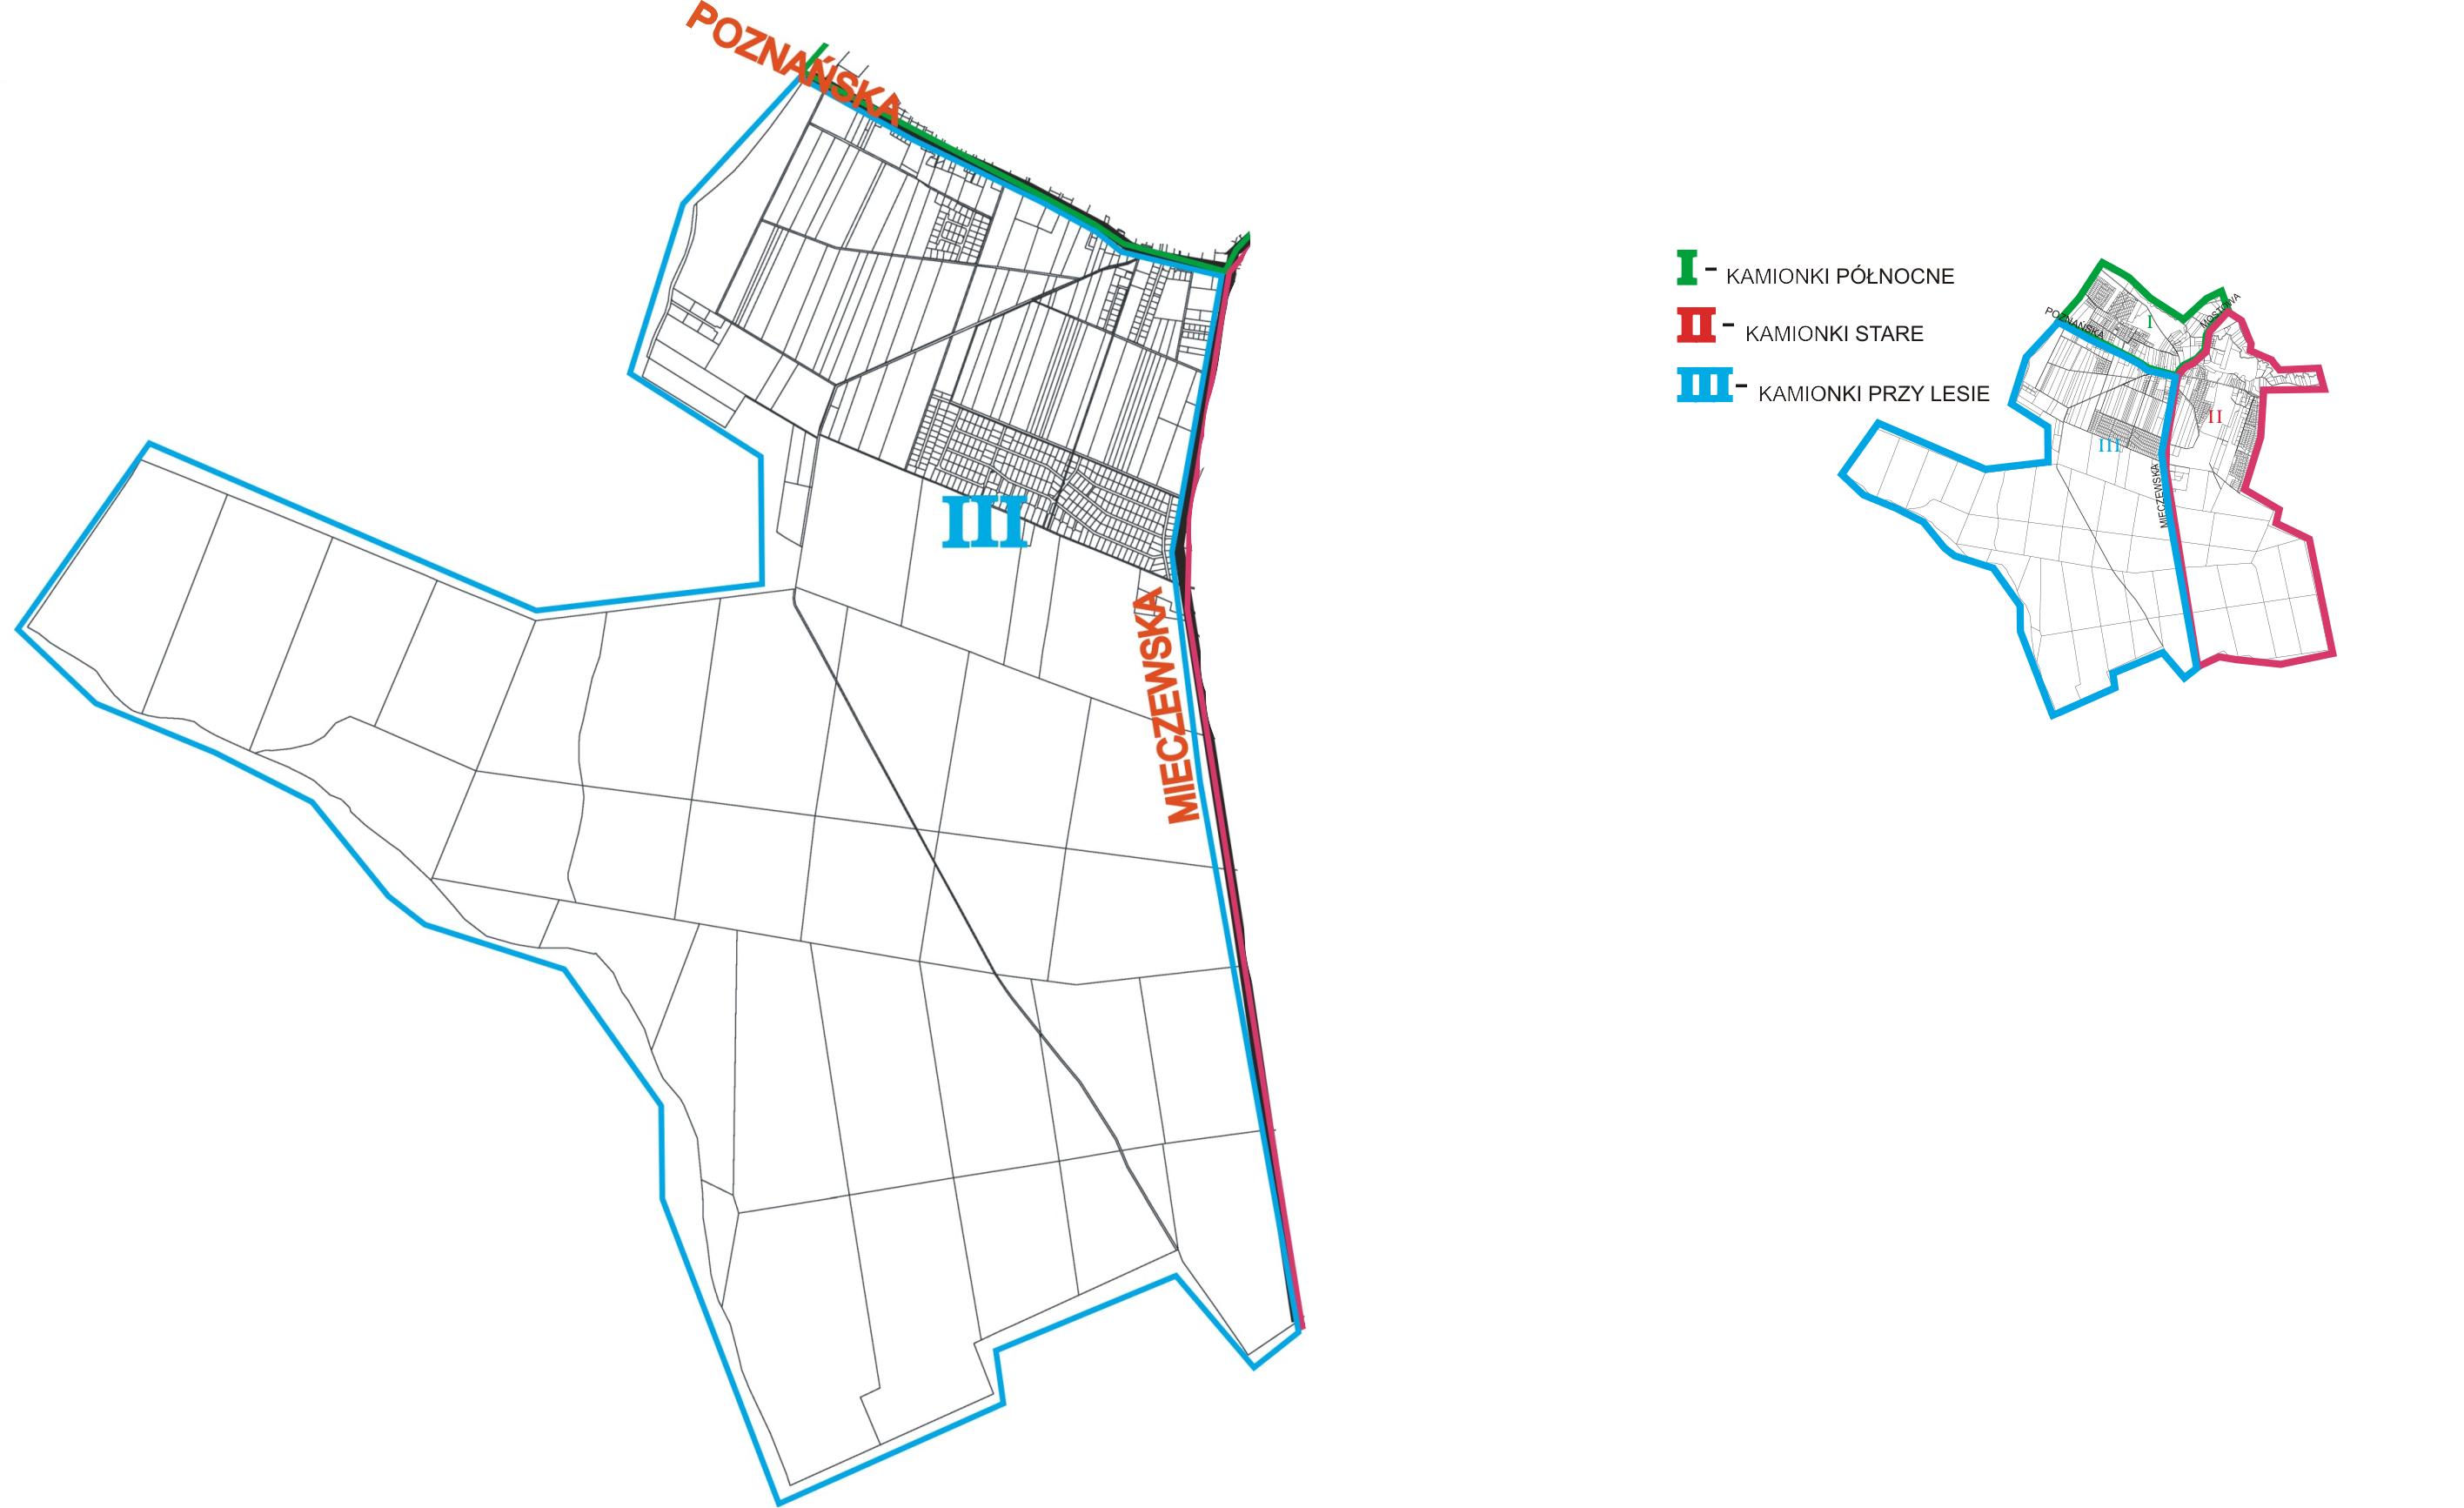 POZNAŃSKA
III
MIECZEWSKA
I - KAMIONKI PÓŁNOCNE
II - KAMIONKI STARE
III - KAMIONKI PRZY LESIE
POZNAŃSKA
MOSTOWA
I
II
III
MIECZEWSKA